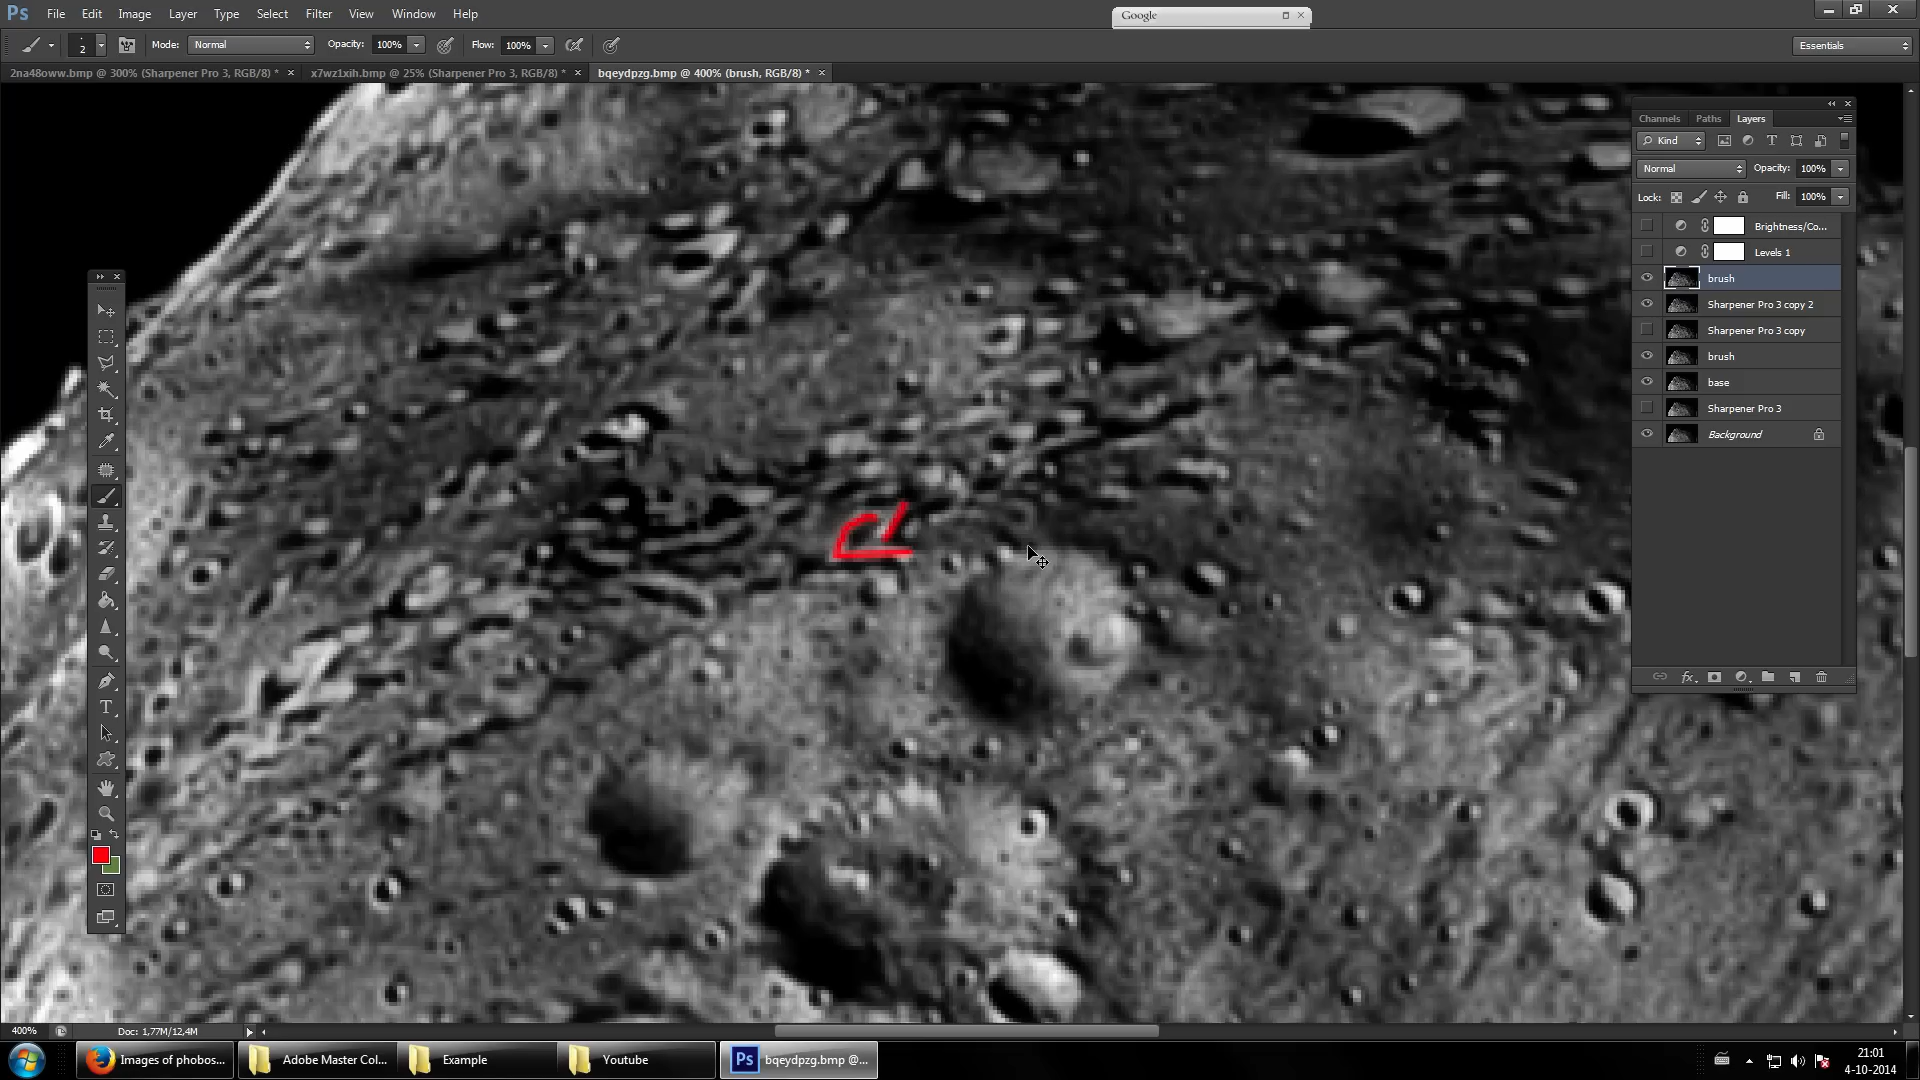 Ps File Edit Image Layer Type Select Filter View Window Help
Google
2 Mode: Normal Opacity: 100% Flow: 100% Essentials
2na48oww.bmp @ 300% (Sharpener Pro 3, RGB/8) * x7wz1xih.bmp @ 25% (Sharpener Pro 3, RGB/8) * bqeydpzg.bmp @ 400% (brush, RGB/8) *
Channels Paths Layers
Kind
Normal Opacity: 100%
Lock: Fill: 100%
Brightness/Co...
Levels 1
brush
Sharpener Pro 3 copy 2
Sharpener Pro 3 copy
brush
base
Sharpener Pro 3
Background
fx
400% Doc: 1,77M/12,4M
Images of phobos... Adobe Master Col... Example Youtube Ps bqeydpzg.bmp @...
21:01
4-10-2014